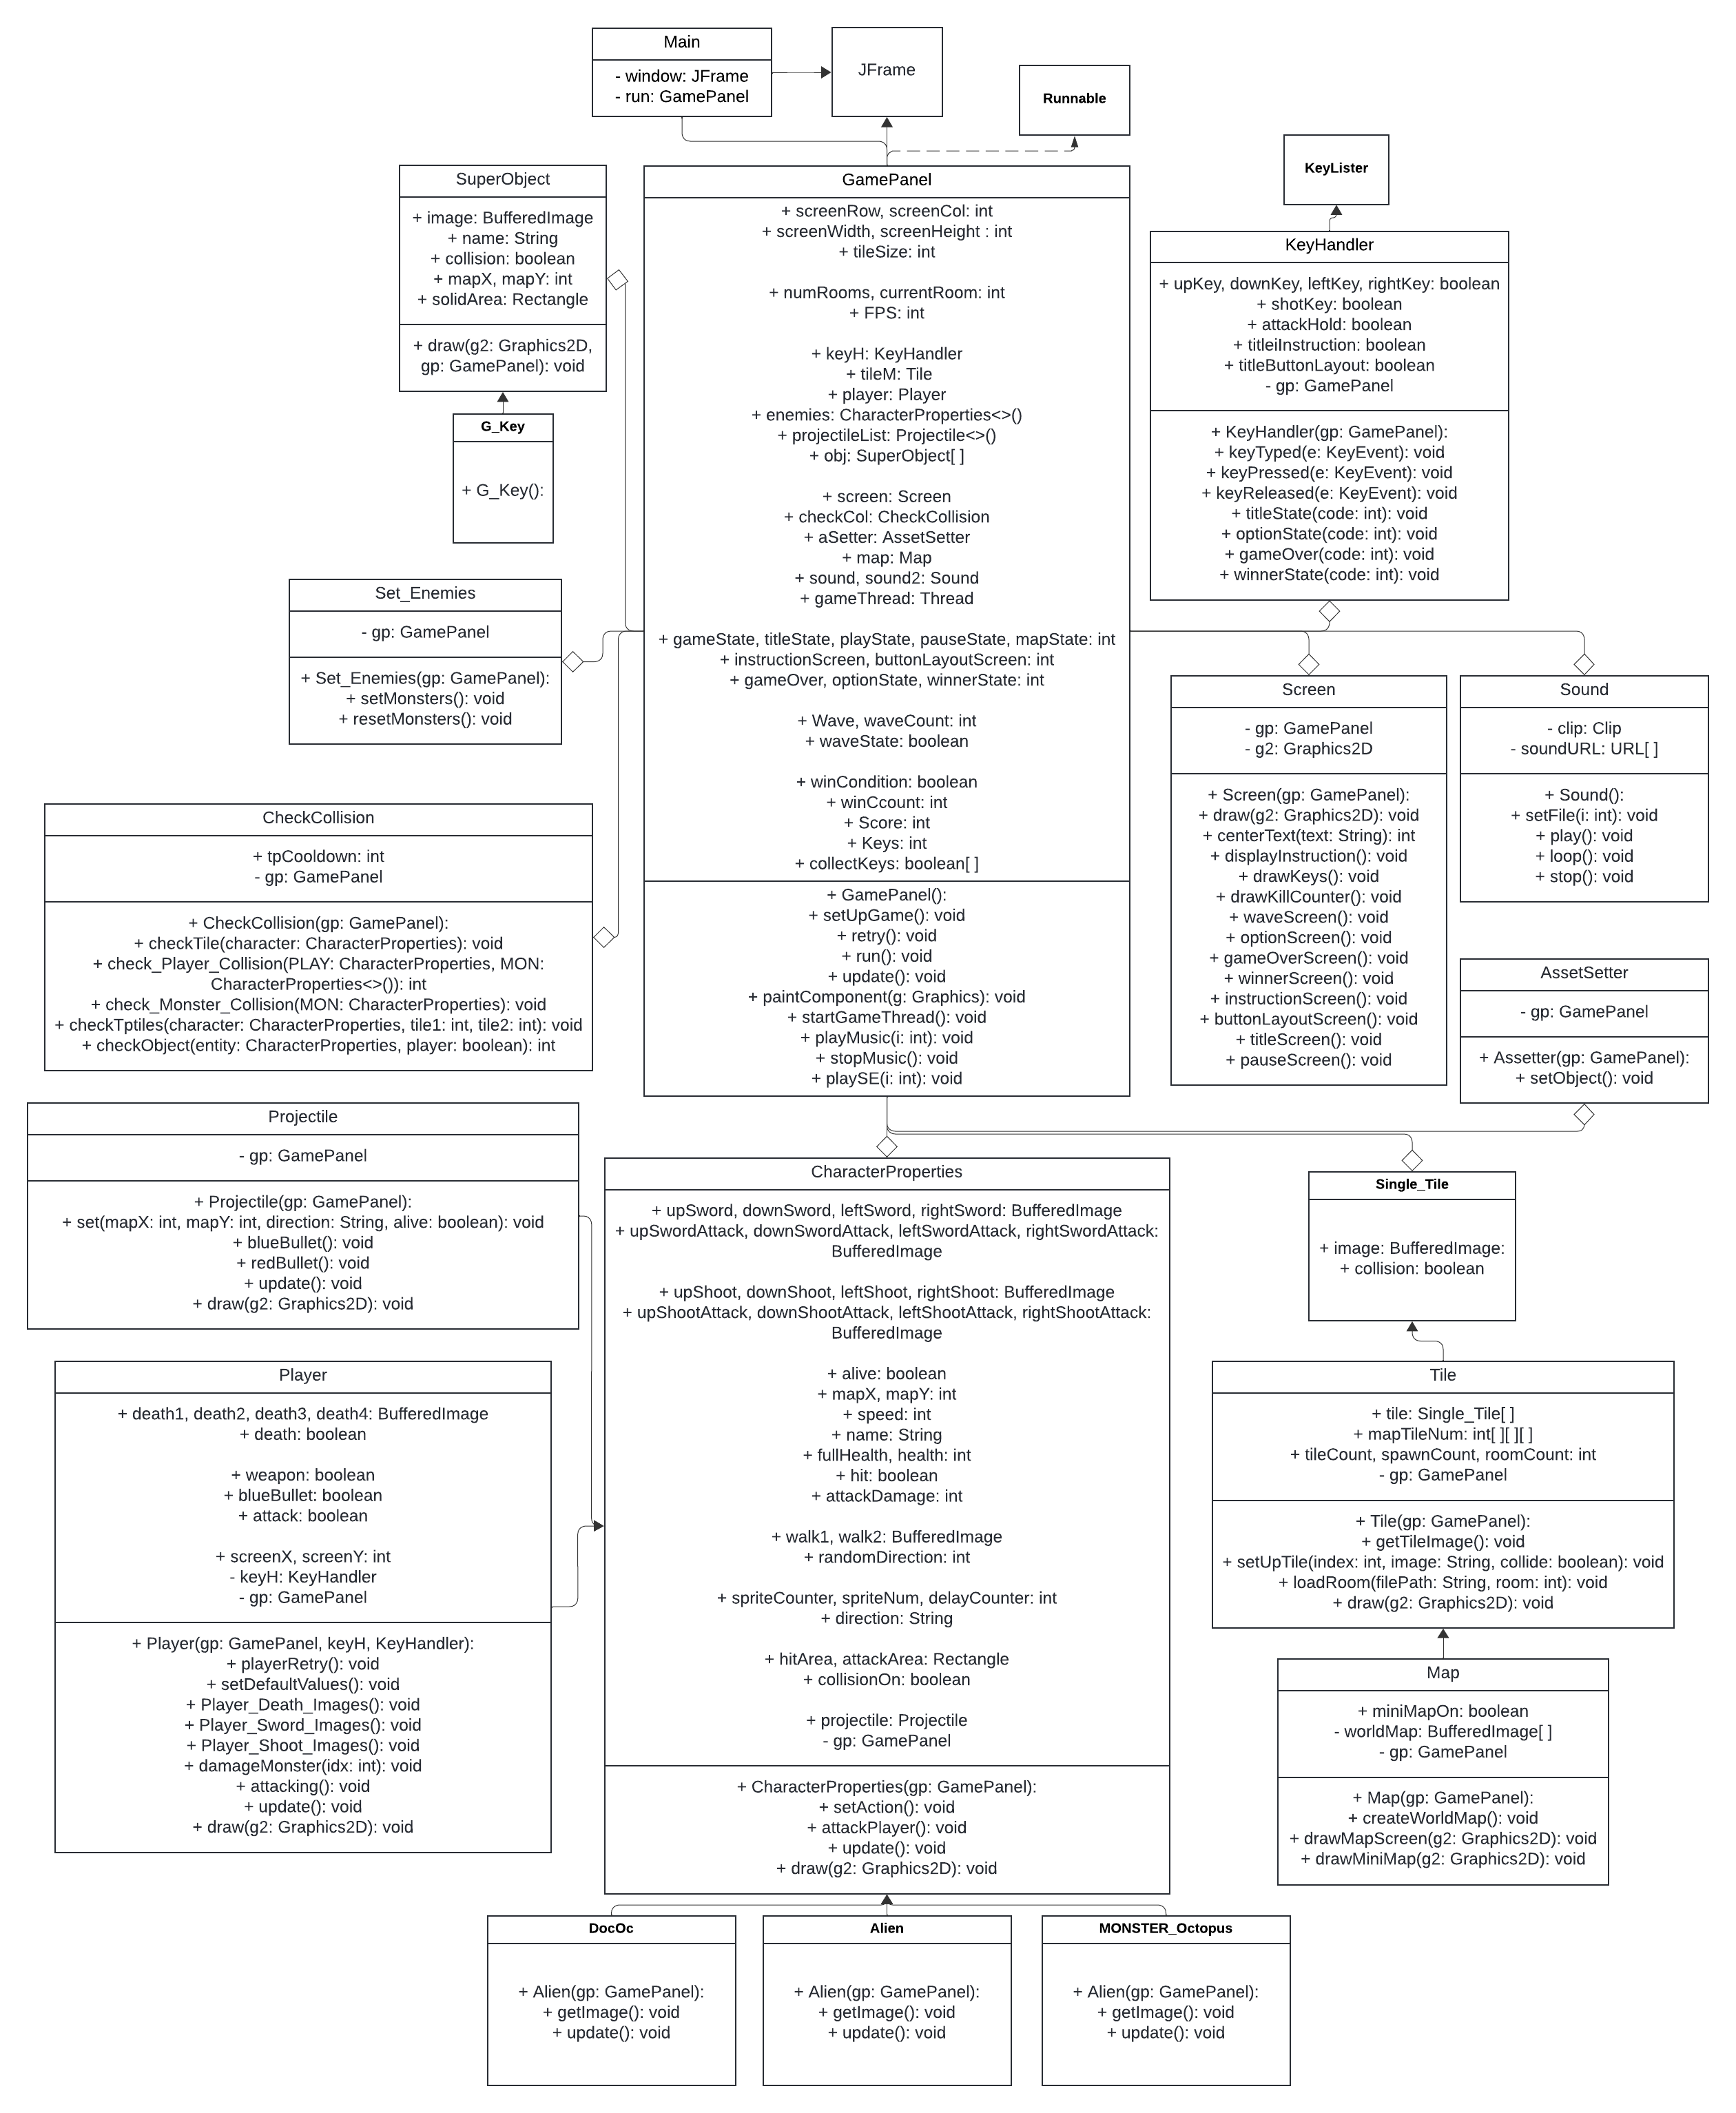 Main
- window: JFrame
- run: GamePanel
JFrame
Runnable
KeyLister
SuperObject
+ image: BufferedImage
+ name: String
+ collision: boolean
+ mapX, mapY: int
+ solidArea: Rectangle
+ draw(g2: Graphics2D,
gp: GamePanel): void
G_Key
+ G_Key():
GamePanel
+ screenRow, screenCol: int
+ screenWidth, screenHeight : int
+ tileSize: int
+ numRooms, currentRoom: int
+ FPS: int
+ keyH: KeyHandler
+ tileM: Tile
+ player: Player
+ enemies: CharacterProperties<>()
+ projectileList: Projectile<>()
+ obj: SuperObject[ ]
+ screen: Screen
+ checkCol: CheckCollision
+ aSetter: AssetSetter
+ map: Map
+ sound, sound2: Sound
+ gameThread: Thread
+ gameState, titleState, playState, pauseState, mapState: int
+ instructionScreen, buttonLayoutScreen: int
+ gameOver, optionState, winnerState: int
+ Wave, waveCount: int
+ waveState: boolean
+ winCondition: boolean
+ winCcount: int
+ Score: int
+ Keys: int
+ collectKeys: boolean[ ]
+ GamePanel():
+ setUpGame(): void
+ retry(): void
+ run(): void
+ update(): void
+ paintComponent(g: Graphics): void
+ startGameThread(): void
+ playMusic(i: int): void
+ stopMusic(): void
+ playSE(i: int): void
KeyHandler
+ upKey, downKey, leftKey, rightKey: boolean
+ shotKey: boolean
+ attackHold: boolean
+ titleiInstruction: boolean
+ titleButtonLayout: boolean
- gp: GamePanel
+ KeyHandler(gp: GamePanel):
+ keyTyped(e: KeyEvent): void
+ keyPressed(e: KeyEvent): void
+ keyReleased(e: KeyEvent): void
+ titleState(code: int): void
+ optionState(code: int): void
+ gameOver(code: int): void
+ winnerState(code: int): void
Set_Enemies
- gp: GamePanel
+ Set_Enemies(gp: GamePanel):
+ setMonsters(): void
+ resetMonsters(): void
CheckCollision
+ tpCooldown: int
- gp: GamePanel
+ CheckCollision(gp: GamePanel):
+ checkTile(character: CharacterProperties): void
+ check_Player_Collision(PLAY: CharacterProperties, MON:
CharacterProperties<>()): int
+ check_Monster_Collision(MON: CharacterProperties): void
+ checkTptiles(character: CharacterProperties, tile1: int, tile2: int): void
+ checkObject(entity: CharacterProperties, player: boolean): int
Screen
- gp: GamePanel
- g2: Graphics2D
+ Screen(gp: GamePanel):
+ draw(g2: Graphics2D): void
+ centerText(text: String): int
+ displayInstruction(): void
+ drawKeys(): void
+ drawKillCounter(): void
+ waveScreen(): void
+ optionScreen(): void
+ gameOverScreen(): void
+ winnerScreen(): void
+ instructionScreen(): void
+ buttonLayoutScreen(): void
+ titleScreen(): void
+ pauseScreen(): void
Sound
- clip: Clip
- soundURL: URL[ ]
+ Sound():
+ setFile(i: int): void
+ play(): void
+ loop(): void
+ stop(): void
AssetSetter
- gp: GamePanel
+ Assetter(gp: GamePanel):
+ setObject(): void
Projectile
- gp: GamePanel
+ Projectile(gp: GamePanel):
+ set(mapX: int, mapY: int, direction: String, alive: boolean): void
+ blueBullet(): void
+ redBullet(): void
+ update(): void
+ draw(g2: Graphics2D): void
Player
+ death1, death2, death3, death4: BufferedImage
+ death: boolean
+ weapon: boolean
+ blueBullet: boolean
+ attack: boolean
+ screenX, screenY: int
- keyH: KeyHandler
- gp: GamePanel
+ Player(gp: GamePanel, keyH, KeyHandler):
+ playerRetry(): void
+ setDefaultValues(): void
+ Player_Death_Images(): void
+ Player_Sword_Images(): void
+ Player_Shoot_Images(): void
+ damageMonster(idx: int): void
+ attacking(): void
+ update(): void
+ draw(g2: Graphics2D): void
CharacterProperties
+ upSword, downSword, leftSword, rightSword: BufferedImage
+ upSwordAttack, downSwordAttack, leftSwordAttack, rightSwordAttack:
BufferedImage
+ upShoot, downShoot, leftShoot, rightShoot: BufferedImage
+ upShootAttack, downShootAttack, leftShootAttack, rightShootAttack:
BufferedImage
+ alive: boolean
+ mapX, mapY: int
+ speed: int
+ name: String
+ fullHealth, health: int
+ hit: boolean
+ attackDamage: int
+ walk1, walk2: BufferedImage
+ randomDirection: int
+ spriteCounter, spriteNum, delayCounter: int
+ direction: String
+ hitArea, attackArea: Rectangle
+ collisionOn: boolean
+ projectile: Projectile
- gp: GamePanel
+ CharacterProperties(gp: GamePanel):
+ setAction(): void
+ attackPlayer(): void
+ update(): void
+ draw(g2: Graphics2D): void
Single_Tile
+ image: BufferedImage:
+ collision: boolean
Tile
+ tile: Single_Tile[ ]
+ mapTileNum: int[ ][ ][ ]
+ tileCount, spawnCount, roomCount: int
- gp: GamePanel
+ Tile(gp: GamePanel):
+ getTileImage(): void
+ setUpTile(index: int, image: String, collide: boolean): void
+ loadRoom(filePath: String, room: int): void
+ draw(g2: Graphics2D): void
Map
+ miniMapOn: boolean
- worldMap: BufferedImage[ ]
- gp: GamePanel
+ Map(gp: GamePanel):
+ createWorldMap(): void
+ drawMapScreen(g2: Graphics2D): void
+ drawMiniMap(g2: Graphics2D): void
DocOc
+ Alien(gp: GamePanel):
+ getImage(): void
+ update(): void
Alien
+ Alien(gp: GamePanel):
+ getImage(): void
+ update(): void
MONSTER_Octopus
+ Alien(gp: GamePanel):
+ getImage(): void
+ update(): void